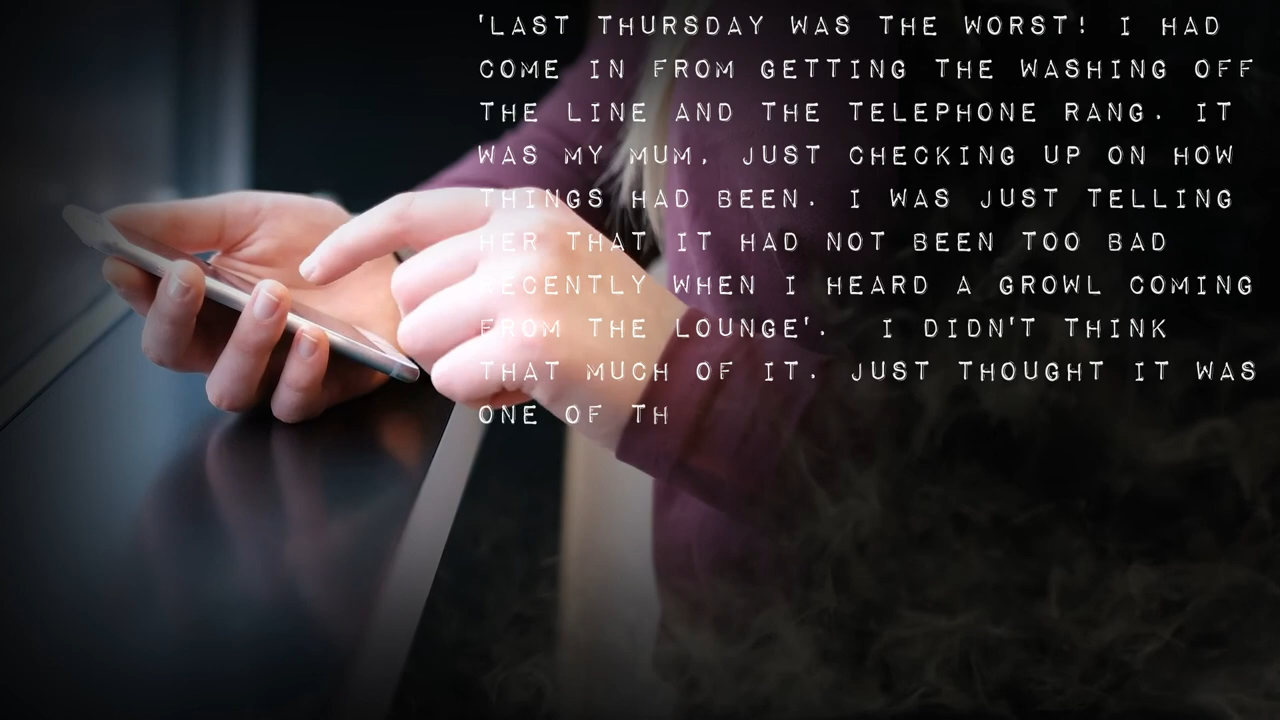 'LAST THURSDAY WAS THE WORST! I HAD
COME IN FROM GETTING THE WASHING OFF
THE LINE AND THE TELEPHONE RANG. IT
WAS MY MUM, JUST CHECKING UP ON HOW
THINGS HAD BEEN. I WAS JUST TELLING
HER THAT IT HAD NOT BEEN TOO BAD
RECENTLY WHEN I HEARD A GROWL COMING
FROM THE LOUNGE'. I DIDN'T THINK
THAT MUCH OF IT. JUST THOUGHT IT WAS
ONE OF TH